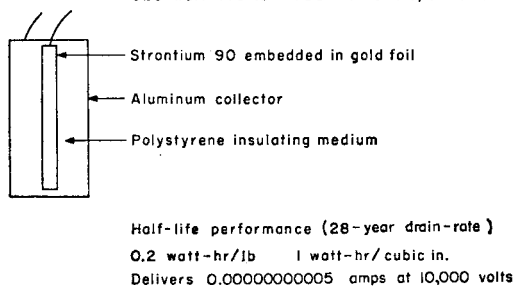 Strontium 90 embedded in gold foil
Aluminum collector
Polystyrene insulating medium
Half-life performance (28-year drain-rate)
0.2 watt-hr/lb 1 watt-hr/cubic in.
Delivers 0.00000000005 amps at 10,000 volts